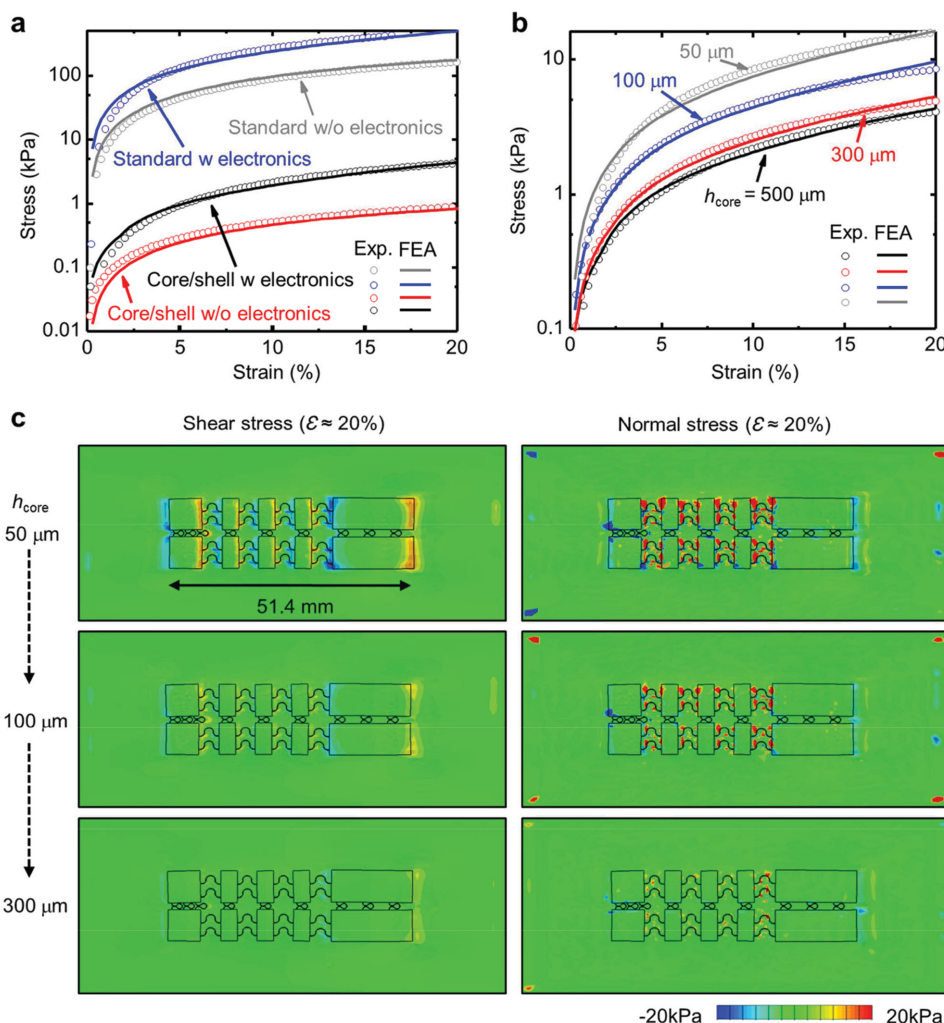 a
Stress (kPa)
100
10
1
0.1
0.01
Standard w/o electronics
Standard w electronics
Core/shell w electronics
Core/shell w/o electronics
Exp. FEA
0 5 10 15 20
Strain (%)
b
Stress (kPa)
10
1
0.1
50 μm
100 μm
300 μm
hcore = 500 μm
Exp. FEA
0 5 10 15 20
Strain (%)
c
Shear stress (ℰ ≈ 20%)
Normal stress (ℰ ≈ 20%)
hcore
50 μm
51.4 mm
100 μm
300 μm
-20kPa
20kPa